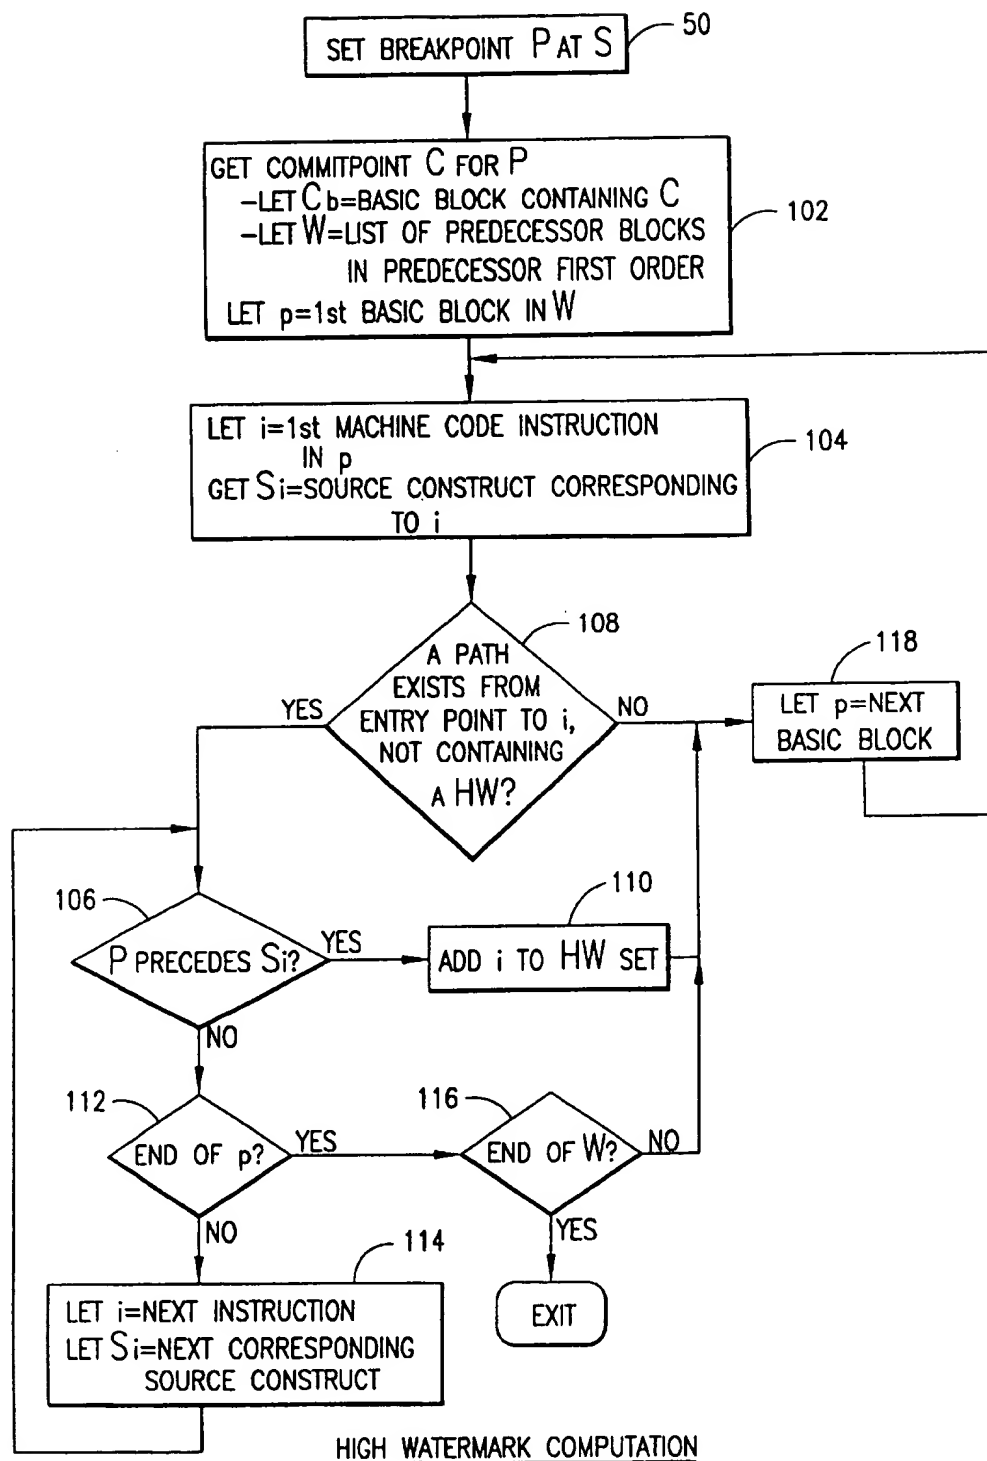 SET BREAKPOINT P AT S
50
GET COMMITPOINT C FOR P
-LET Cb=BASIC BLOCK CONTAINING C
-LET W=LIST OF PREDECESSOR BLOCKS
IN PREDECESSOR FIRST ORDER
LET p=1st BASIC BLOCK IN W
102
LET i=1st MACHINE CODE INSTRUCTION
IN p
GET Si=SOURCE CONSTRUCT CORRESPONDING
TO i
104
108
A PATH
EXISTS FROM
ENTRY POINT TO i,
NOT CONTAINING
A HW?
YES
NO
118
LET p=NEXT
BASIC BLOCK
106
P PRECEDES Si?
YES
NO
110
ADD i TO HW SET
112
END OF p?
YES
NO
116
END OF W?
NO
YES
EXIT
114
LET i=NEXT INSTRUCTION
LET Si=NEXT CORRESPONDING
SOURCE CONSTRUCT
HIGH WATERMARK COMPUTATION